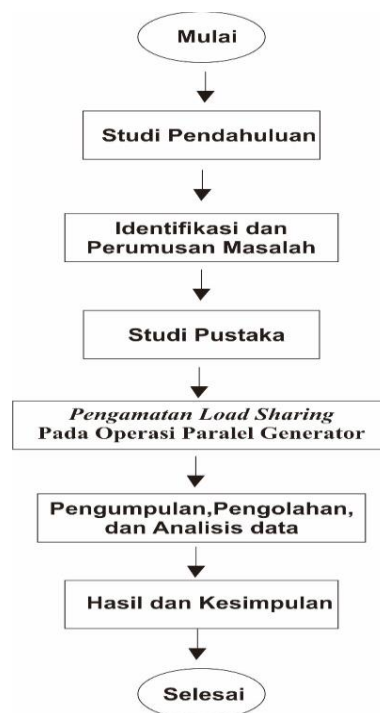 Mulai
Studi Pendahuluan
Identifikasi dan
Perumusan Masalah
Studi Pustaka
Pengamatan Load Sharing
Pada Operasi Paralel Generator
Pengumpulan,Pengolahan,
dan Analisis data
Hasil dan Kesimpulan
Selesai